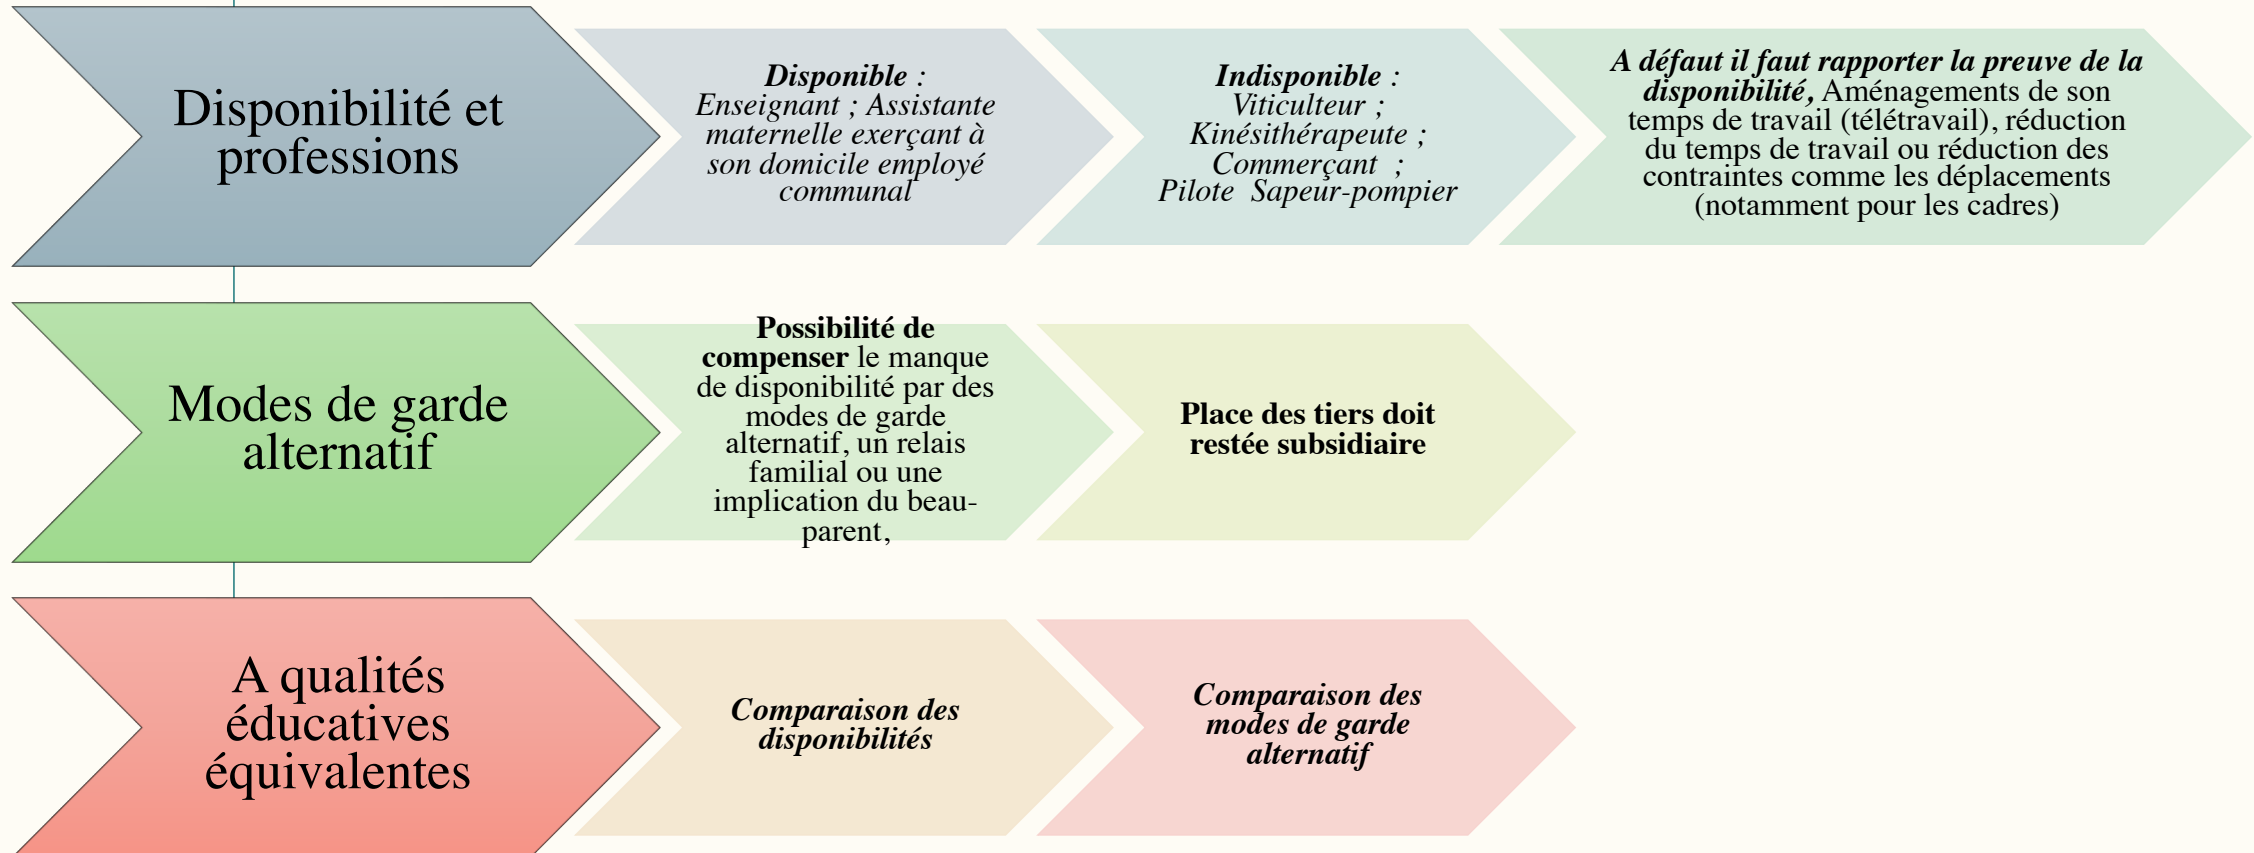 Disponibilité et
professions
Disponible :
Enseignant ; Assistante
maternelle exerçant à
son domicile employé
communal
Indisponible :
Viticulteur ;
Kinésithérapeute ;
Commerçant  ;
Pilote  Sapeur-pompier
A défaut il faut rapporter la preuve de la
disponibilité, Aménagements de son
temps de travail (télétravail), réduction
du temps de travail ou réduction des
contraintes comme les déplacements
(notamment pour les cadres)
Modes de garde
alternatif
Possibilité de
compenser le manque
de disponibilité par des
modes de garde
alternatif, un relais
familial ou une
implication du beau-
parent,
Place des tiers doit
restée subsidiaire
A qualités
éducatives
équivalentes
Comparaison des
disponibilités
Comparaison des
modes de garde
alternatif